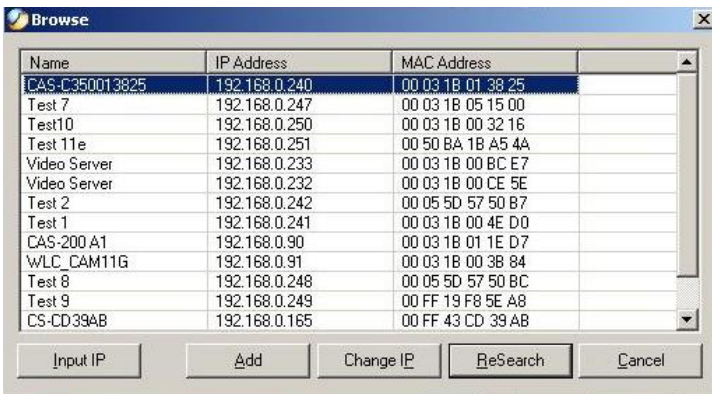 Browse
Name IP Address MAC Address
CAS-C350013825 192.168.0.240 00 03 1B 01 38 25
Test 7 192.168.0.247 00 03 1B 05 15 00
Test10 192.168.0.250 00 03 1B 00 32 16
Test 11e 192.168.0.251 00 50 BA 1B A5 4A
Video Server 192.168.0.233 00 03 1B 00 BC E7
Video Server 192.168.0.232 00 03 1B 00 CE 5E
Test 2 192.168.0.242 00 05 5D 57 50 B7
Test 1 192.168.0.241 00 03 1B 00 4E D0
CAS-200 A1 192.168.0.90 00 03 1B 01 1E D7
WLC_CAM11G 192.168.0.91 00 03 1B 00 3B 84
Test 8 192.168.0.248 00 05 5D 57 50 BC
Test 9 192.168.0.249 00 FF 19 F8 5E A8
CS-CD39AB 192.168.0.165 00 FF 43 CD 39 AB
Input IP Add Change IP ReSearch Cancel